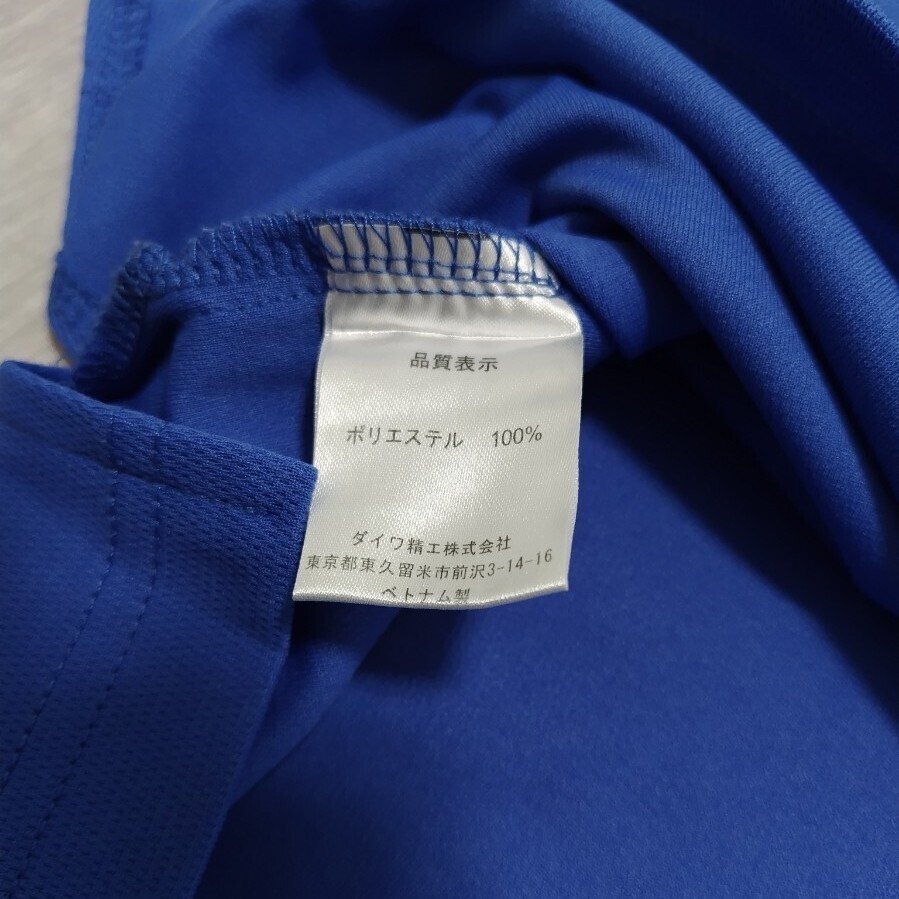 品質表示
ポリエステル 100%
ダイワ精工株式会社
東京都東久留米市前沢3-14-16
ベトナム製